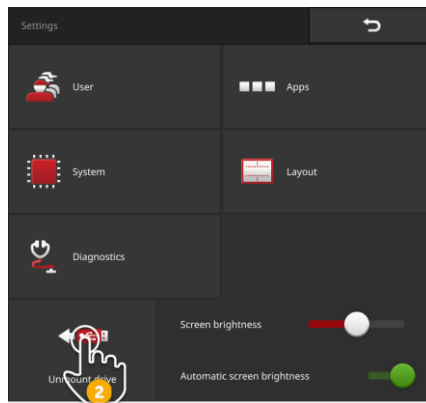 Settings
User
Apps
System
Layout
Diagnostics
Screen brightness
Unmount drive
2
Automatic screen brightness